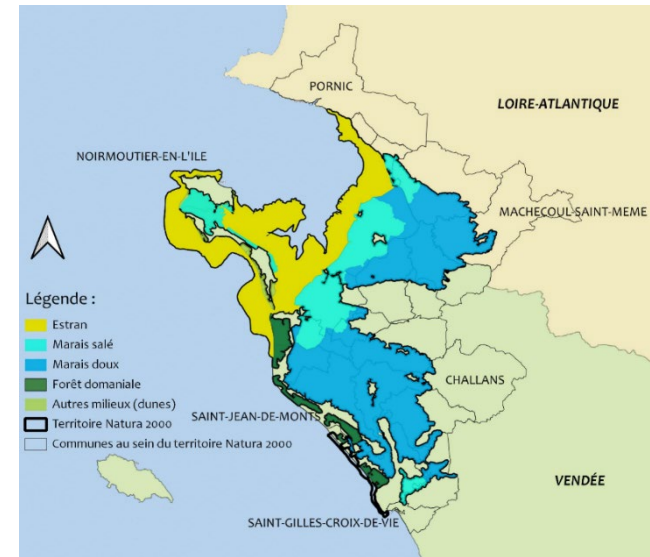 PORNIC
LOIRE-ATLANTIQUE
NOIRMOUTIER-EN-L'ILE
MACHECOUL-SAINT-MEME
Légende :
Estran
Marais salé
Marais doux
Forêt domaniale
Autres milieux (dunes)
Territoire Natura 2000
Communes au sein du territoire Natura 2000
CHALLANS
SAINT-JEAN-DE-MONTS
VENDÉE
SAINT-GILLES-CROIX-DE-VIE